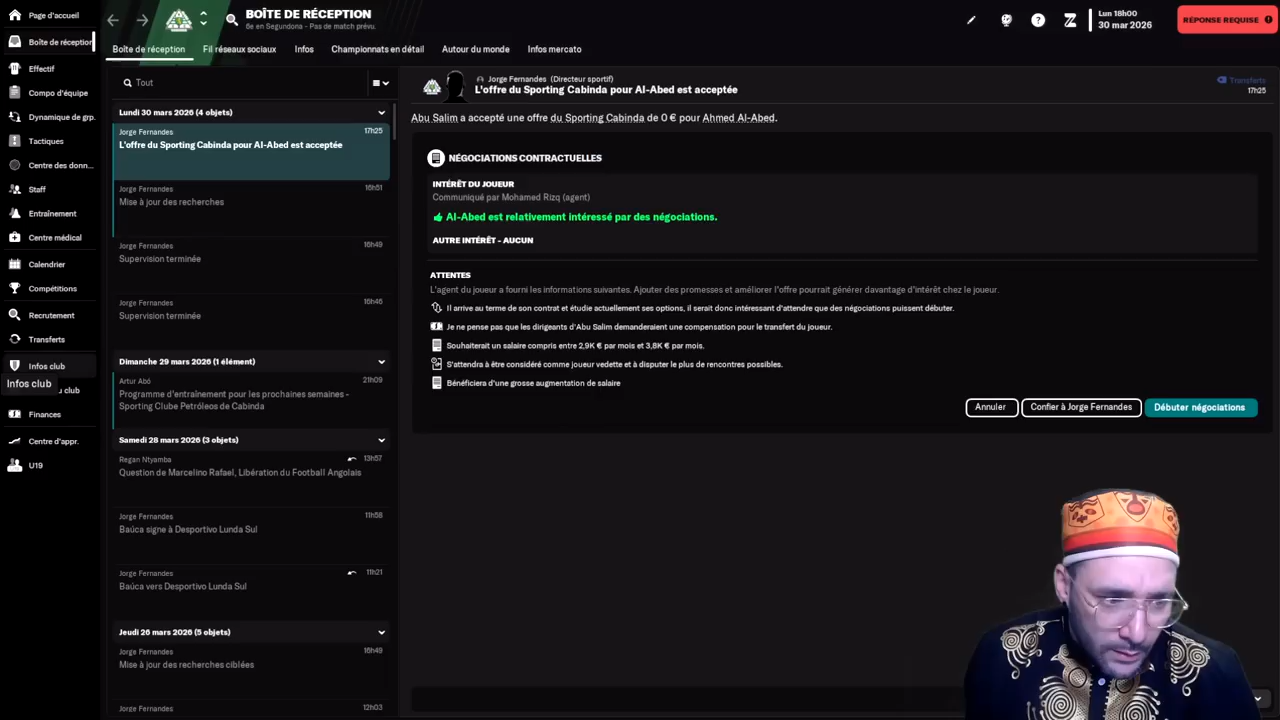 Page d'accueil
Boîte de réception
Effectif
Compo d'équipe
Dynamique de grp.
Tactiques
Centre des donn...
Staff
Entraînement
Centre médical
Calendrier
Compétitions
Recrutement
Transferts
Infos club
Infos club
u club
Finances
Centre d'appr.
U19
BOÎTE DE RÉCEPTION
6e en Segundona - Pas de match prévu.
Lun 18h00
30 mar 2026
RÉPONSE REQUISE
Boîte de réception
Fil réseaux sociaux
Infos
Championnats en détail
Autour du monde
Infos mercato
Tout
Lundi 30 mars 2026 (4 objets)
Jorge Fernandes 17h25
L'offre du Sporting Cabinda pour Al-Abed est acceptée
Jorge Fernandes 16h51
Mise à jour des recherches
Jorge Fernandes 16h49
Supervision terminée
Jorge Fernandes 16h46
Supervision terminée
Dimanche 29 mars 2026 (1 élément)
Artur Abó 21h09
Programme d'entraînement pour les prochaines semaines -
Sporting Clube Petróleos de Cabinda
Samedi 28 mars 2026 (3 objets)
Regan Ntyamba 13h57
Question de Marcelino Rafael, Libération du Football Angolais
Jorge Fernandes 11h58
Baúca signe à Desportivo Lunda Sul
Jorge Fernandes 11h21
Baúca vers Desportivo Lunda Sul
Jeudi 26 mars 2026 (5 objets)
Jorge Fernandes 16h49
Mise à jour des recherches ciblées
Jorge Fernandes 12h03
Jorge Fernandes (Directeur sportif)
L'offre du Sporting Cabinda pour Al-Abed est acceptée
Transferts
17h25
Abu Salim a accepté une offre du Sporting Cabinda de 0 € pour Ahmed Al-Abed.
NÉGOCIATIONS CONTRACTUELLES
INTÉRÊT DU JOUEUR
Communiqué par Mohamed Rizq (agent)
Al-Abed est relativement intéressé par des négociations.
AUTRE INTÉRÊT - AUCUN
ATTENTES
L'agent du joueur a fourni les informations suivantes. Ajouter des promesses et améliorer l'offre pourrait générer davantage d'intérêt chez le joueur.
Il arrive au terme de son contrat et étudie actuellement ses options, il serait donc intéressant d'attendre que des négociations puissent débuter.
Je ne pense pas que les dirigeants d'Abu Salim demanderaient une compensation pour le transfert du joueur.
Souhaiterait un salaire compris entre 2,9K € par mois et 3,8K € par mois.
S'attendra à être considéré comme joueur vedette et à disputer le plus de rencontres possibles.
Bénéficiera d'une grosse augmentation de salaire
Annuler
Confier à Jorge Fernandes
Débuter négociations